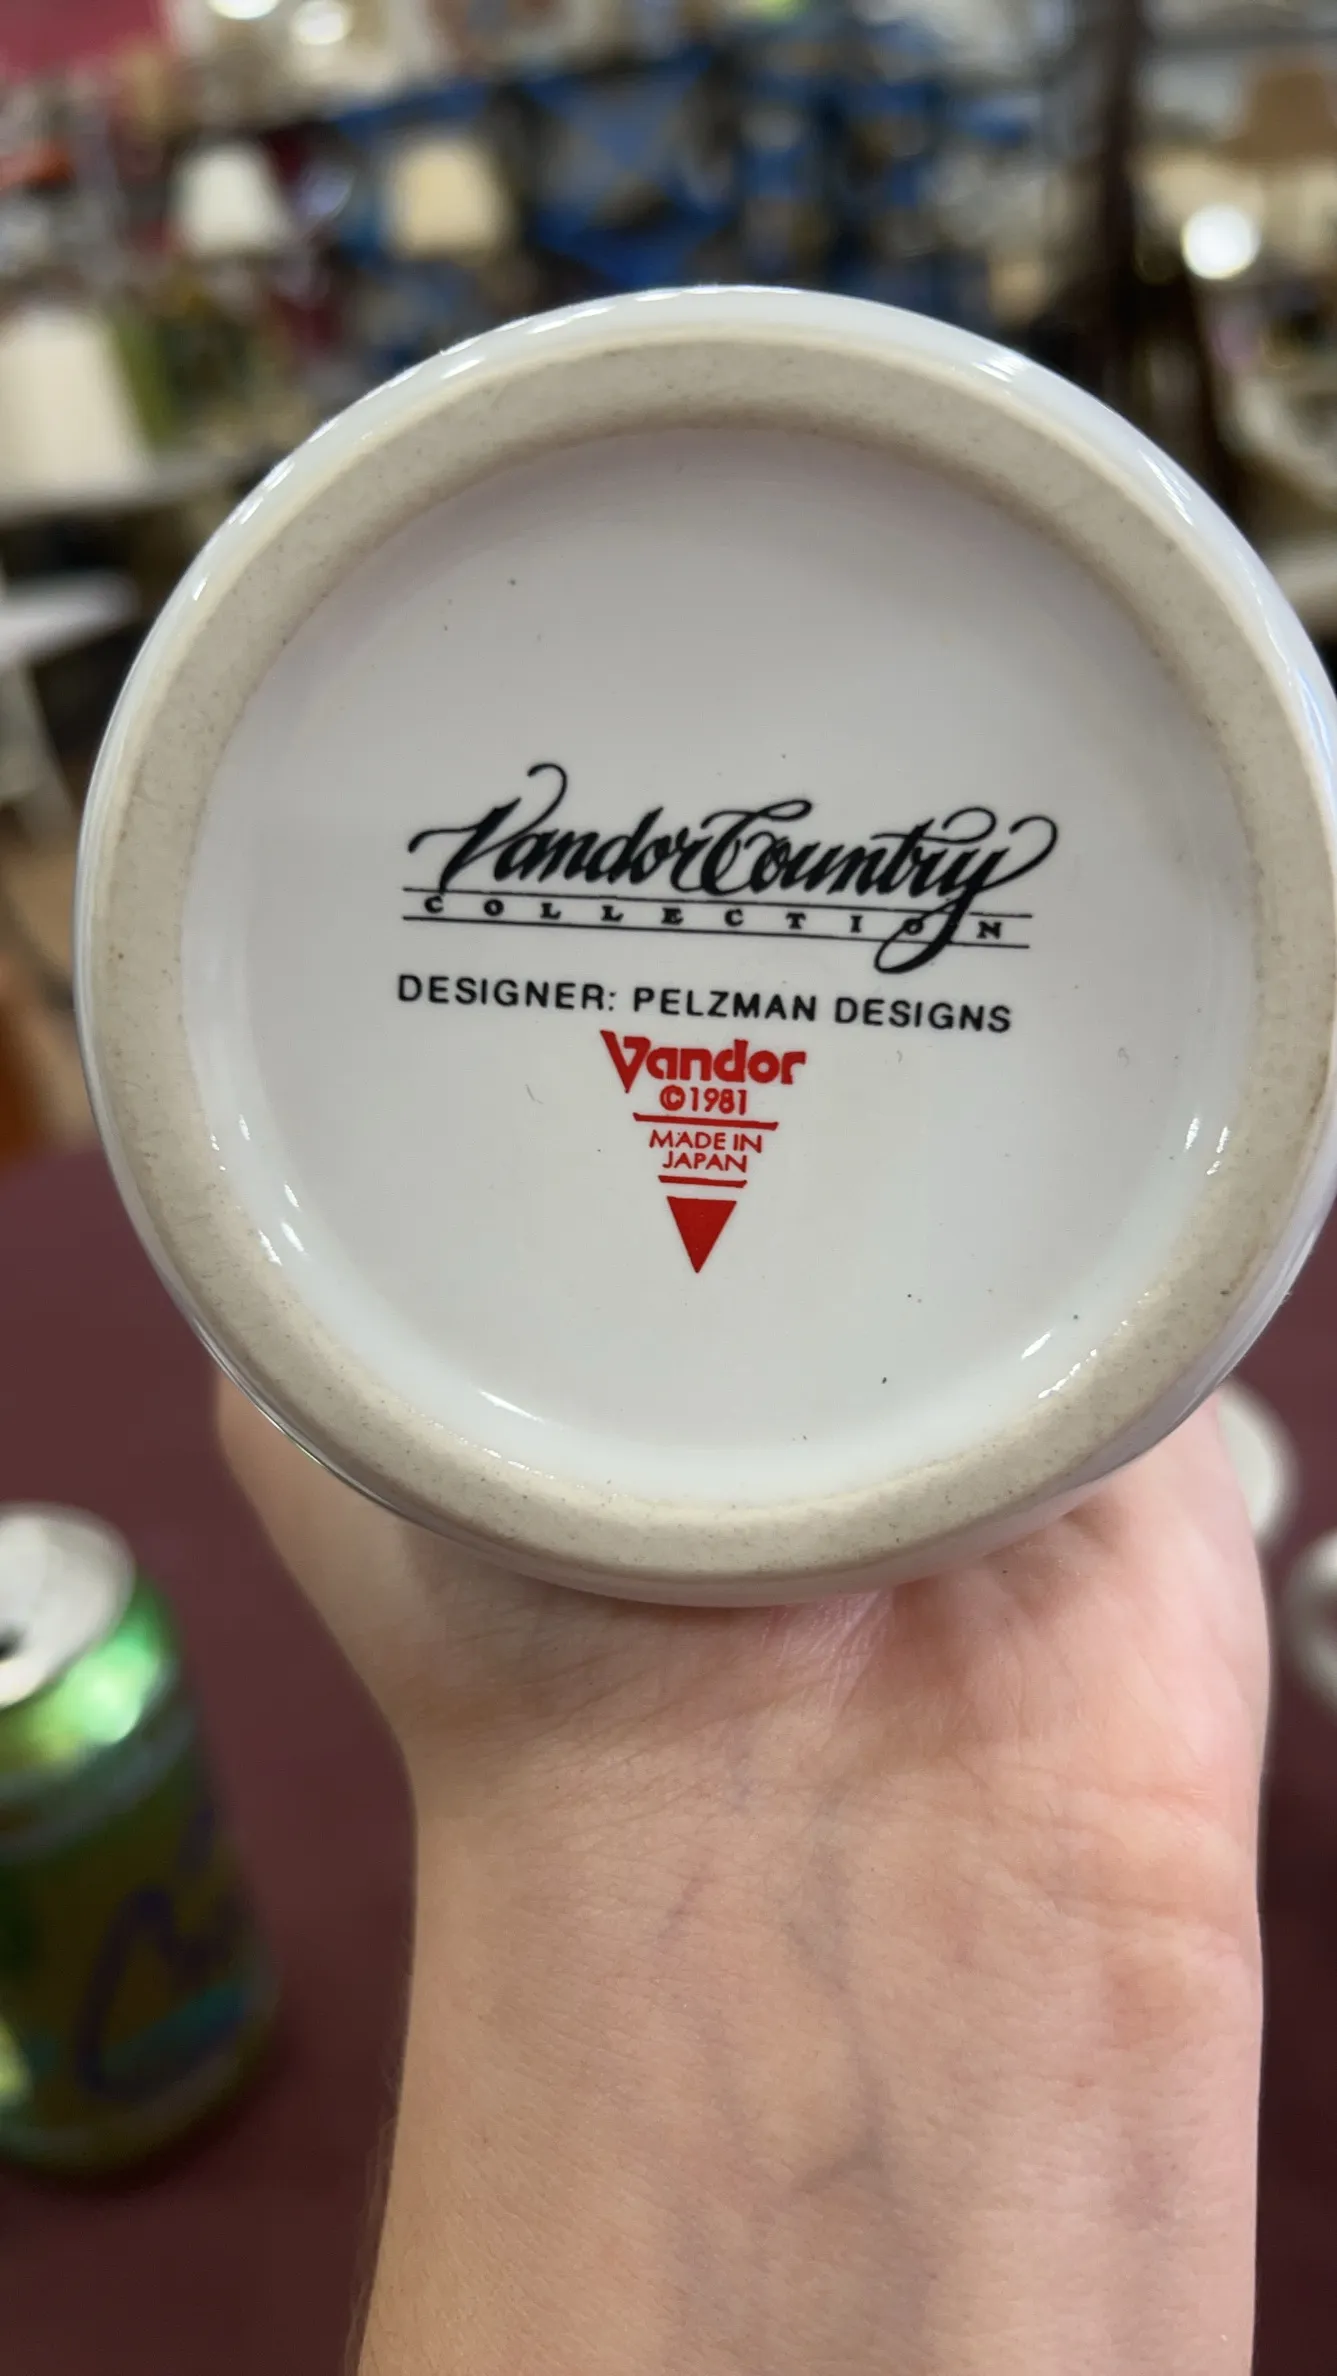 Vandor Country
COLLECTION
DESIGNER: PELZMAN DESIGNS
Vandor
©1981
MADE IN
JAPAN